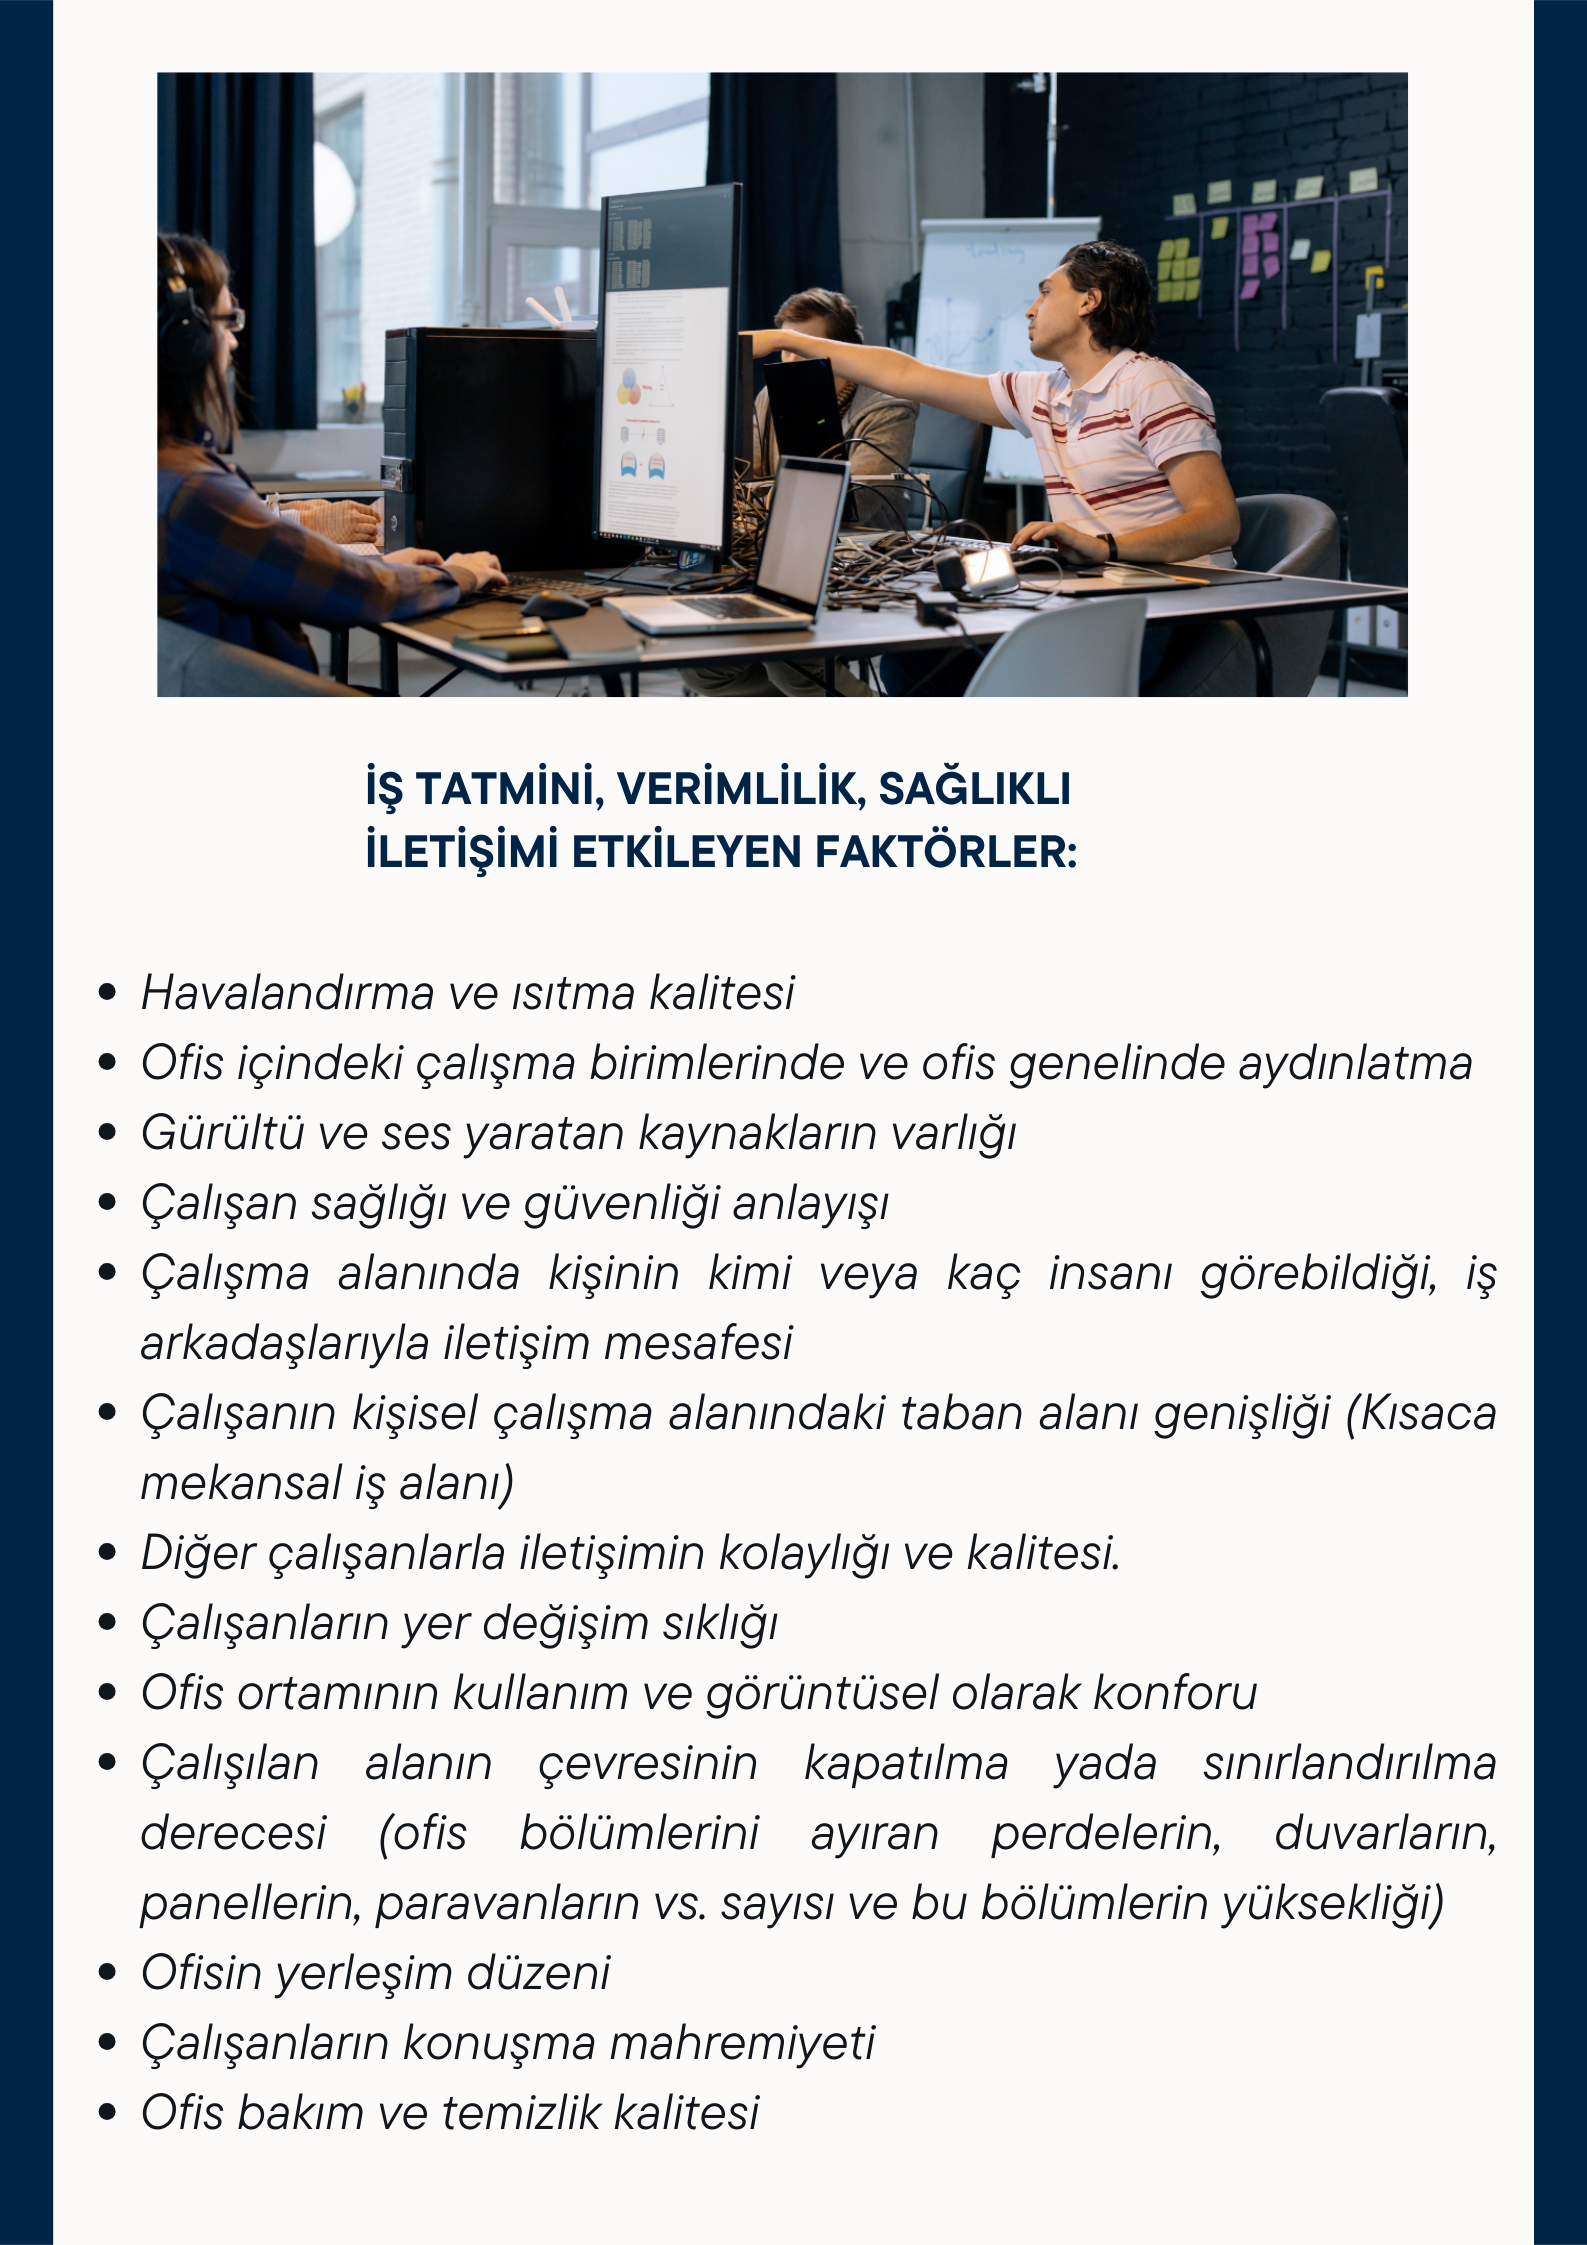 İŞ TATMİNİ, VERİMLİLİK, SAĞLIKLI
İLETİŞİMİ ETKİLEYEN FAKTÖRLER:
• Havalandırma ve ısıtma kalitesi
• Ofis içindeki çalışma birimlerinde ve ofis genelinde aydınlatma
• Gürültü ve ses yaratan kaynakların varlığı
• Çalışan sağlığı ve güvenliği anlayışı
• Çalışma alanında kişinin kimi veya kaç insanı görebildiği, iş
arkadaşlarıyla iletişim mesafesi
• Çalışanın kişisel çalışma alanındaki taban alanı genişliği (Kısaca
mekansal iş alanı)
• Diğer çalışanlarla iletişimin kolaylığı ve kalitesi.
• Çalışanların yer değişim sıklığı
• Ofis ortamının kullanım ve görüntüsel olarak konforu
• Çalışılan alanın çevresinin kapatılma yada sınırlandırılma
derecesi (ofis bölümlerini ayıran perdelerin, duvarların,
panellerin, paravanların vs. sayısı ve bu bölümlerin yüksekliği)
• Ofisin yerleşim düzeni
• Çalışanların konuşma mahremiyeti
• Ofis bakım ve temizlik kalitesi